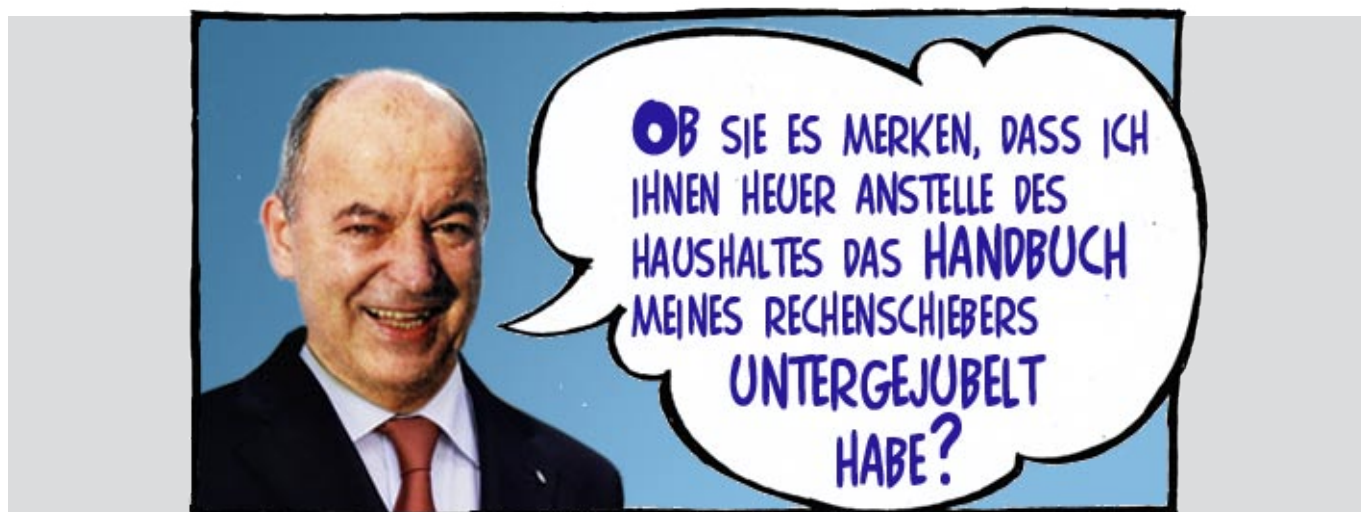 OB SIE ES MERKEN, DASS ICH
IHNEN HEUER ANSTELLE DES
HAUSHALTES DAS HANDBUCH
MEINES RECHENSCHIEBERS
UNTERGEJUBELT
HABE?